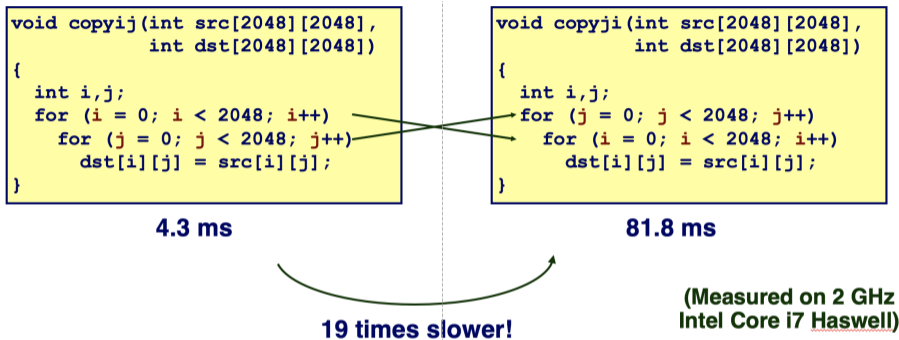 void copyij(int src[2048][2048],
            int dst[2048][2048])
{
  int i,j;
  for (i = 0; i < 2048; i++)
    for (j = 0; j < 2048; j++)
      dst[i][j] = src[i][j];
}
4.3 ms
void copyji(int src[2048][2048],
            int dst[2048][2048])
{
  int i,j;
  for (j = 0; j < 2048; j++)
    for (i = 0; i < 2048; i++)
      dst[i][j] = src[i][j];
}
81.8 ms
19 times slower!
(Measured on 2 GHz
Intel Core i7 Haswell)